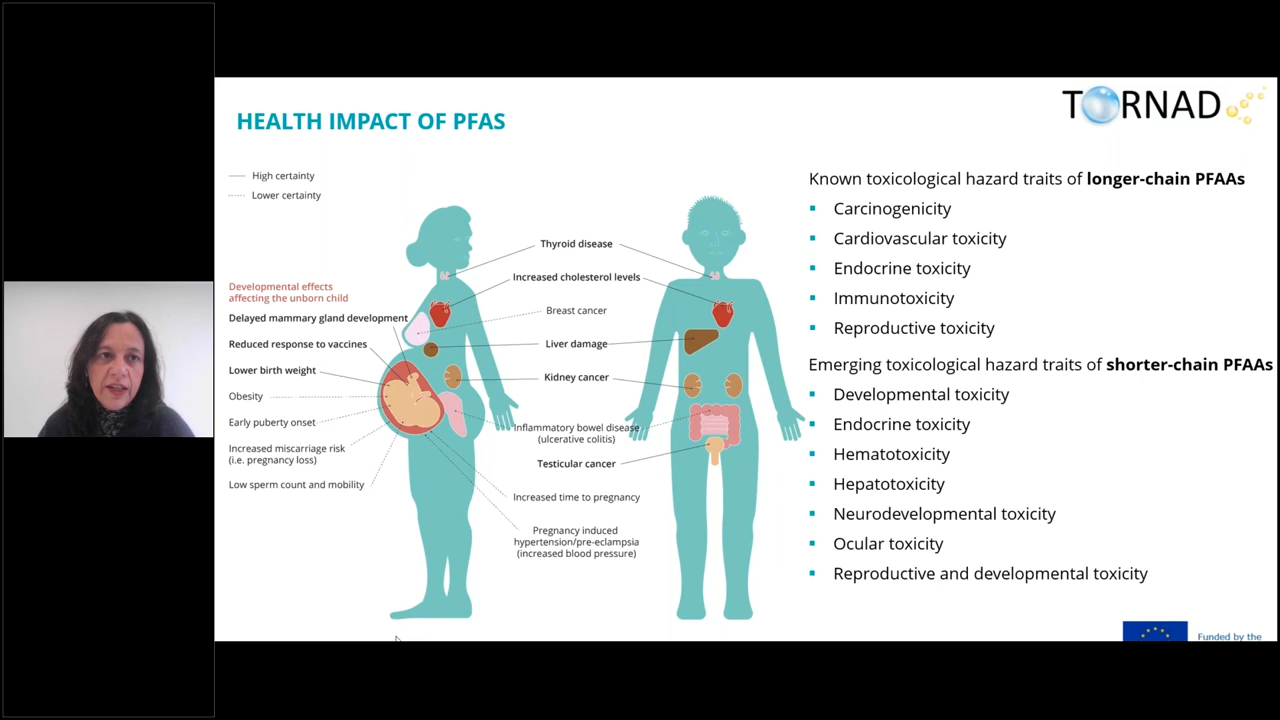 HEALTH IMPACT OF PFAS
TORNAD
High certainty
Lower certainty
Developmental effects
affecting the unborn child
Delayed mammary gland development
Reduced response to vaccines
Lower birth weight
Obesity
Early puberty onset
Increased miscarriage risk
(i.e. pregnancy loss)
Low sperm count and mobility
Thyroid disease
Increased cholesterol levels
Breast cancer
Liver damage
Kidney cancer
Inflammatory bowel disease
(ulcerative colitis)
Testicular cancer
Increased time to pregnancy
Pregnancy induced
hypertension/pre-eclampsia
(increased blood pressure)
Known toxicological hazard traits of longer-chain PFAAs
Carcinogenicity
Cardiovascular toxicity
Endocrine toxicity
Immunotoxicity
Reproductive toxicity
Emerging toxicological hazard traits of shorter-chain PFAAs
Developmental toxicity
Endocrine toxicity
Hematotoxicity
Hepatotoxicity
Neurodevelopmental toxicity
Ocular toxicity
Reproductive and developmental toxicity
Funded by the